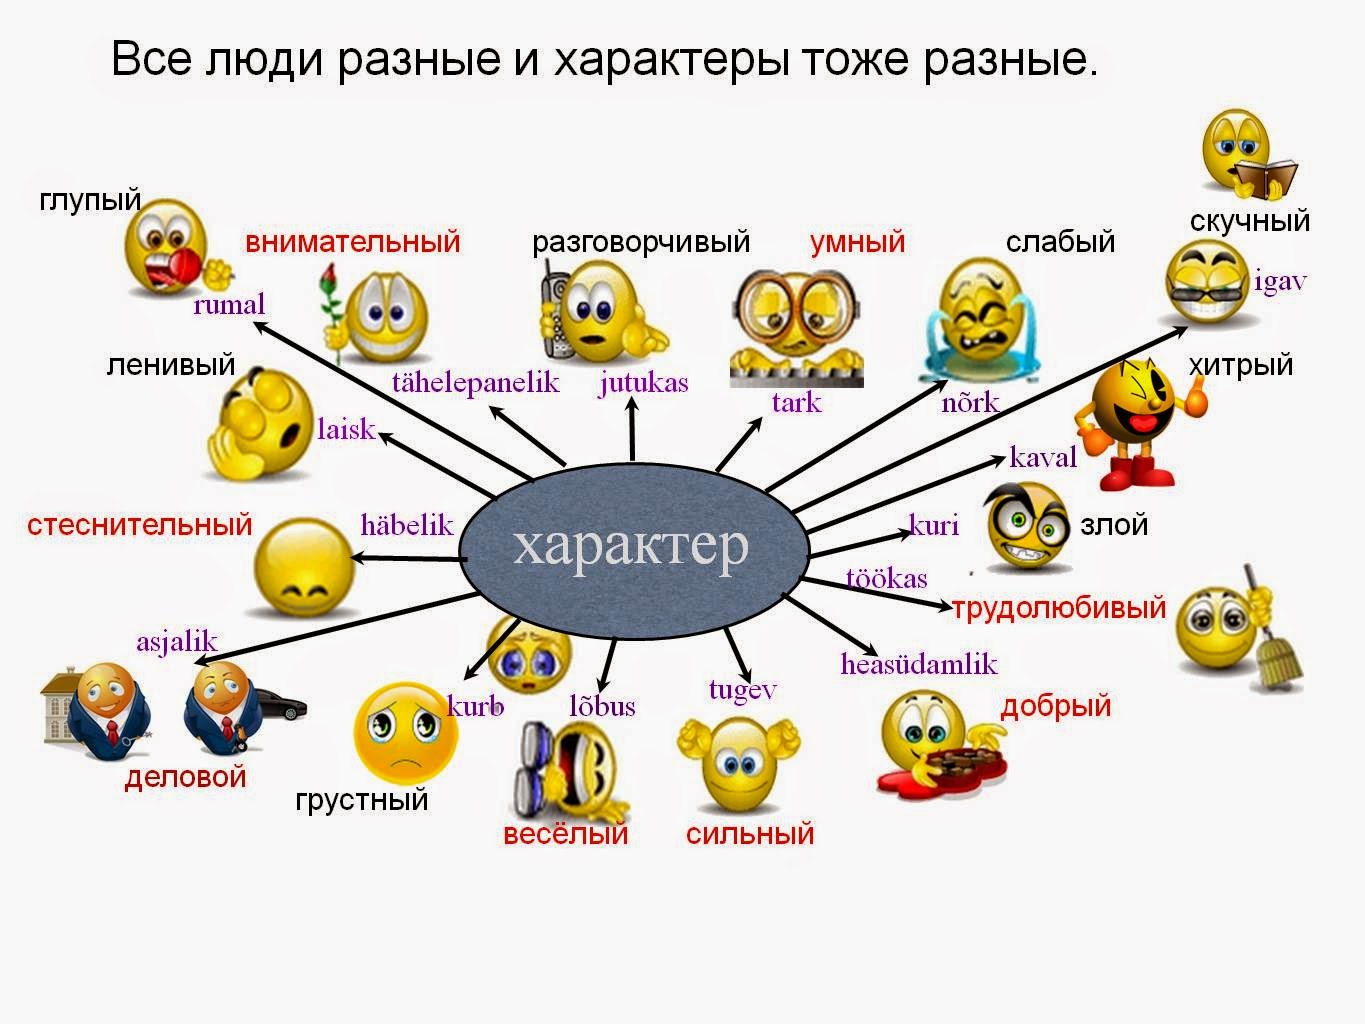 Все люди разные и характеры тоже разные.
глупый
rumal
внимательный
tähelepanelik
разговорчивый
jutukas
умный
tark
слабый
nõrk
скучный
igav
ленивый
laisk
хитрый
kaval
стеснительный
häbelik
характер
kuri
злой
töökas
трудолюбивый
asjalik
деловой
kurb
грустный
lõbus
весёлый
tugev
сильный
heasüdamlik
добрый